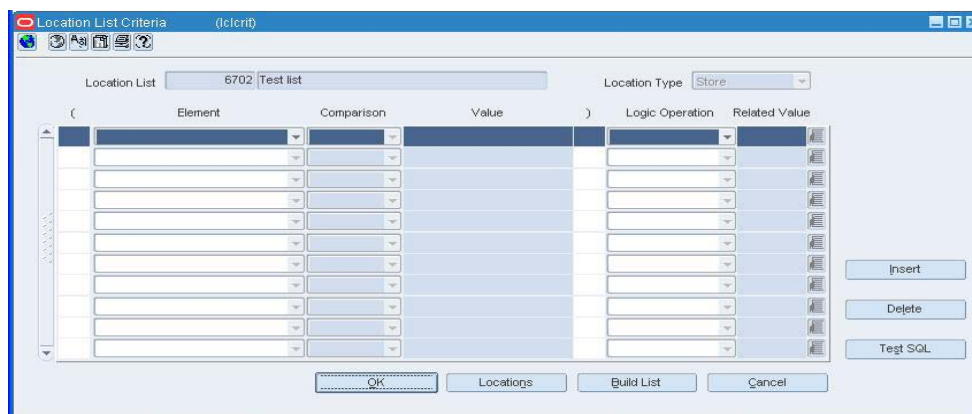 Location List Criteria (lclcrit)
Location List 6702 Test list Location Type Store
( Element Comparison Value ) Logic Operation Related Value
Insert
Delete
Test SQL
OK Locations Build List Cancel